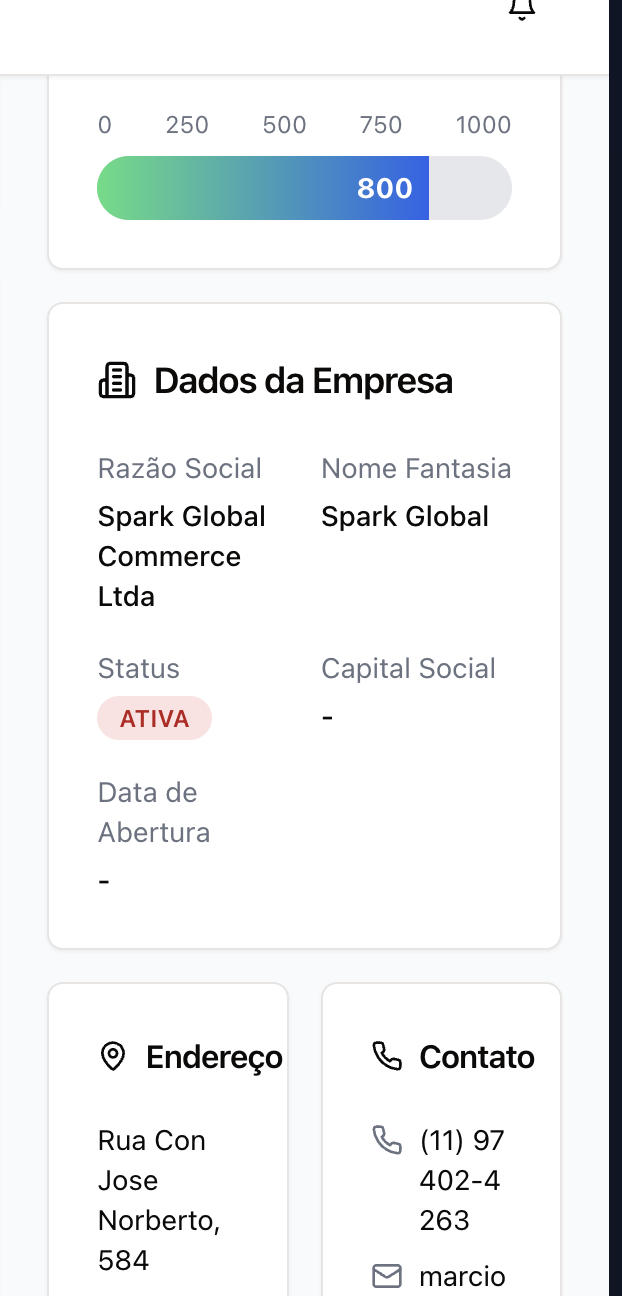 0 250 500 750 1000
800
Dados da Empresa
Razão Social
Spark Global
Commerce
Ltda
Nome Fantasia
Spark Global
Status
ATIVA
Capital Social
-
Data de
Abertura
-
Endereço
Rua Con
Jose
Norberto,
584
Contato
(11) 97
402-4
263
marcio